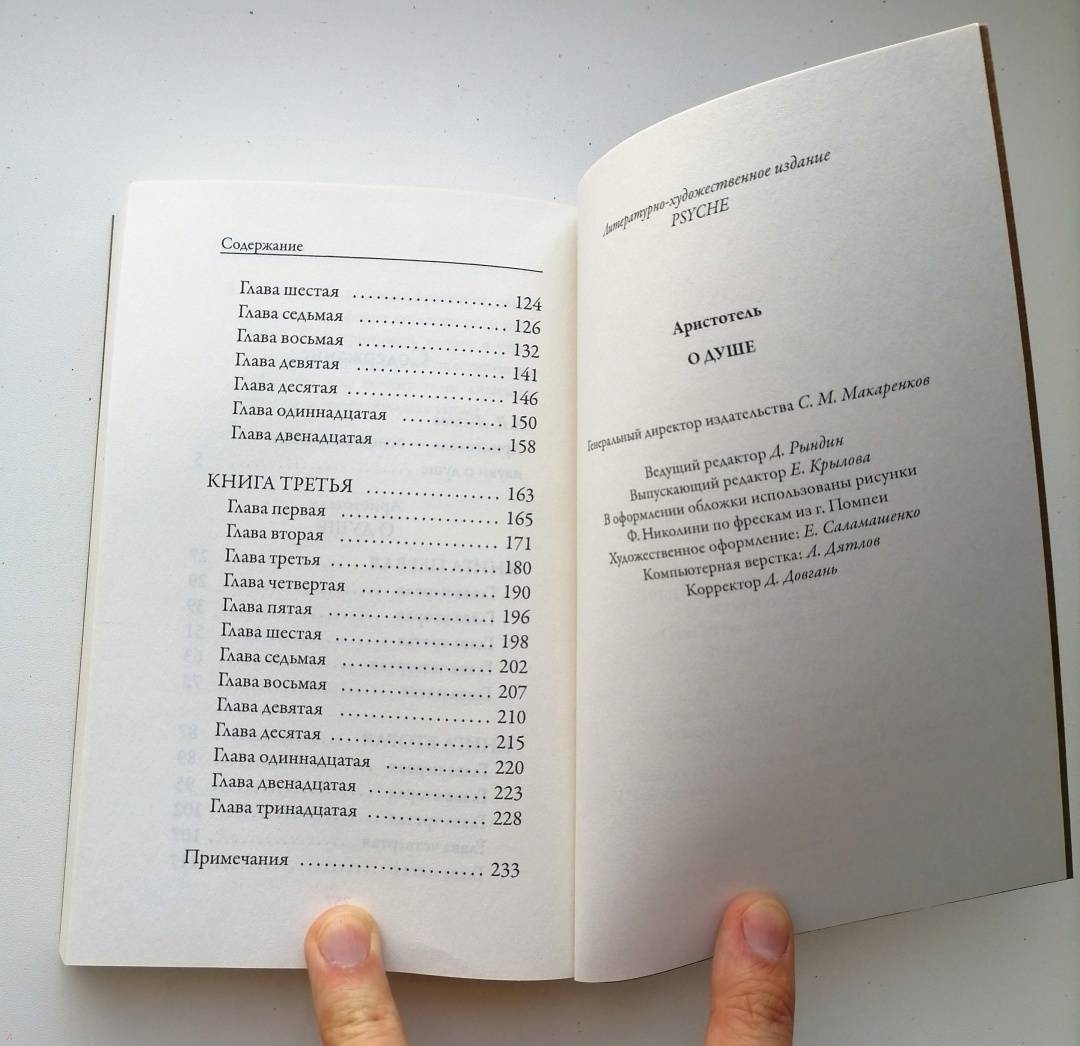 Содержание
Глава шестая .................... 124
Глава седьмая .................. 126
Глава восьмая .................. 132
Глава девятая .................. 141
Глава десятая ................... 146
Глава одиннадцатая ............. 150
Глава двенадцатая ............... 158
КНИГА ТРЕТЬЯ ................... 163
Глава первая ..................... 165
Глава вторая ................... 171
Глава третья ..................... 180
Глава четвертая ................. 190
Глава пятая ..................... 196
Глава шестая .................... 198
Глава седьмая ................... 202
Глава восьмая ................... 207
Глава девятая ................... 210
Глава десятая .................... 215
Глава одиннадцатая ............. 220
Глава двенадцатая ............... 223
Глава тринадцатая ............... 228
Примечания ....................... 233
Литературно-художественное издание
PSYCHE
Аристотель
О ДУШЕ
Генеральный директор издательства С. М. Макаренков
Ведущий редактор Д. Рындин
Выпускающий редактор Е. Крылова
В оформлении обложки использованы рисунки
Ф. Николини по фрескам из г. Помпеи
Художественное оформление: Е. Саламашенко
Компьютерная верстка: А. Дятлов
Корректор Д. Довгань